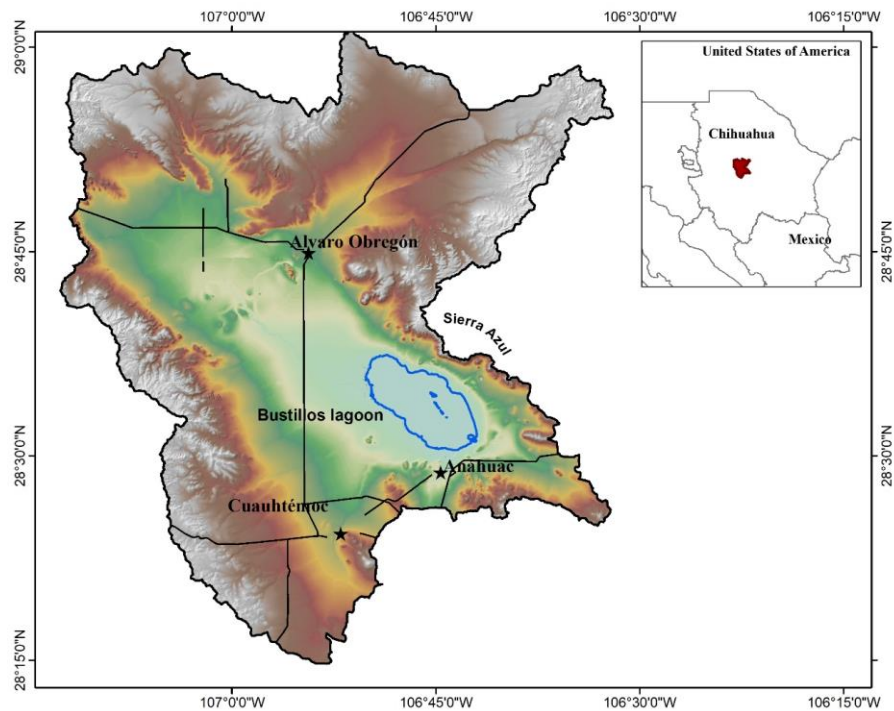 107°0'0"W 106°45'0"W 106°30'0"W 106°15'0"W
29°0'0"N
29°0'0"N
United States of America
Chihuahua
Mexico
Alvaro Obregón
28°45'0"N
28°45'0"N
Sierra Azul
Bustillos lagoon
28°30'0"N
28°30'0"N
Anahuac
Cuauhtémoc
28°15'0"N
28°15'0"N
107°0'0"W 106°45'0"W 106°30'0"W 106°15'0"W